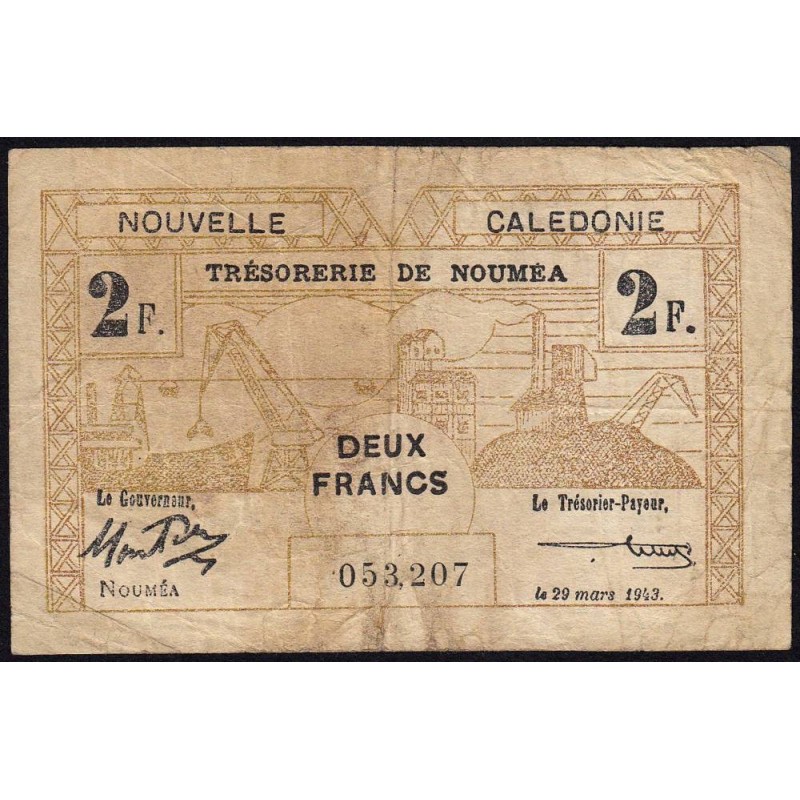 NOUVELLE CALEDONIE
TRÉSORERIE DE NOUMÉA
2F. 2F.
DEUX
FRANCS
Le Gouverneur, Le Trésorier-Payeur,
053,207
NOUMÉA le 29 mars 1943.